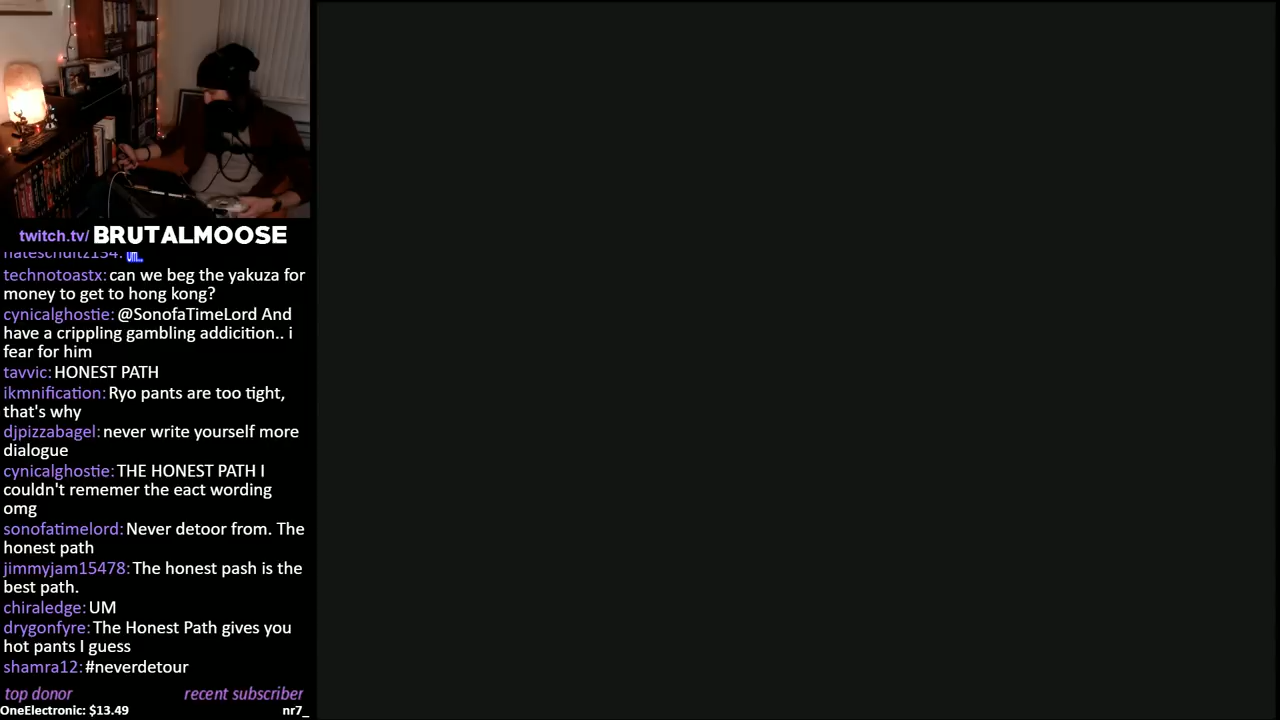 twitch.tv/ BRUTALMOOSE
technotoastx: can we beg the yakuza for
money to get to hong kong?
cynicalghostie: @SonofaTimeLord And
have a crippling gambling addicition.. i
fear for him
tavvic: HONEST PATH
ikmnification: Ryo pants are too tight,
that's why
djpizzabagel: never write yourself more
dialogue
cynicalghostie: THE HONEST PATH I
couldn't rememer the eact wording
omg
sonofatimelord: Never detoor from. The
honest path
jimmyjam15478: The honest pash is the
best path.
chiraledge: UM
drygonfyre: The Honest Path gives you
hot pants I guess
shamra12: #neverdetour
top donor recent subscriber
OneElectronic: $13.49 nr7_